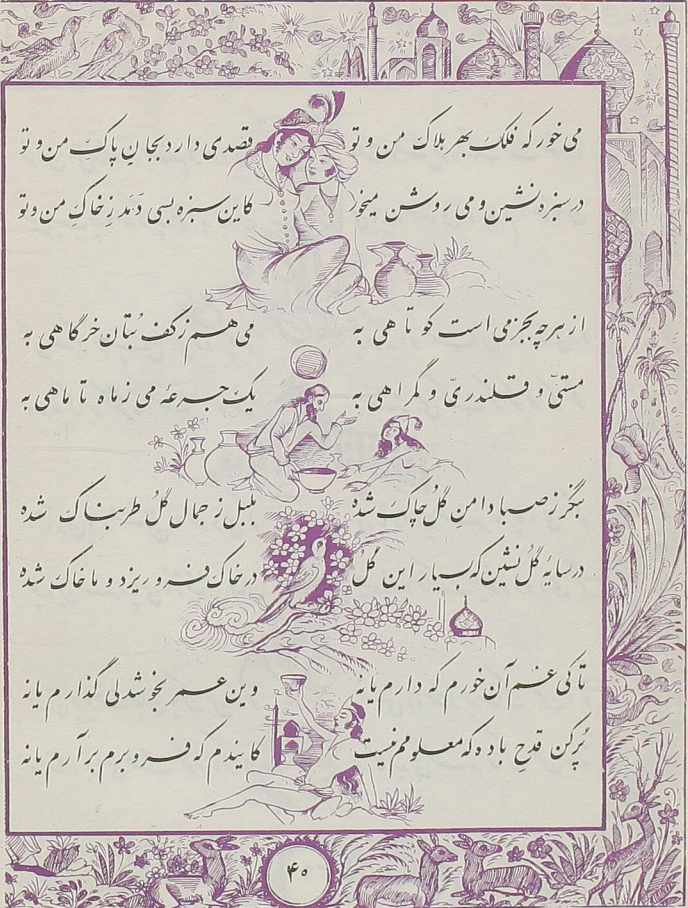 می خور که فلک بهر هلاک من و تو قصدی دارد بجان پاک من و تو
در سبزه نشین و می روشن میخور کاین سبزه بسی دمد ز خاک من و تو
از هر چه بجز می است کوتاهی به می هم ز کف بتان خرگاهی به
مستی و قلندری و گمراهی به یک جرعهٔ می ز ماه تا ماهی به
بنگر ز صبا دامن گل چاک شده بلبل ز جمال گل طربناک شده
در سایهٔ گل نشین که بسیار این گل در خاک فرو ریزد و ما خاک شده
تا کی غم آن خورم که دارم یا نه وین عمر بخوشدلی گذارم یا نه
پُر کن قدح باده که معلومم نیست کاین دم که فرو برم بر آرم یا نه
۴۰